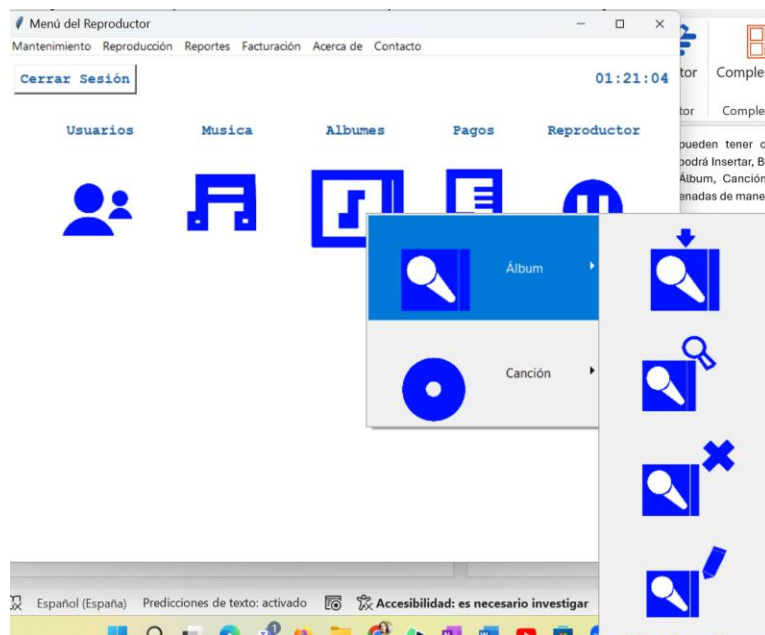 Menú del Reproductor
Mantenimiento Reproducción Reportes Facturación Acerca de Contacto
Cerrar Sesión 01:21:04
Usuarios Musica Albumes Pagos Reproductor
Álbum
Canción
tor Comple
tor Comple
pueden tener
podrá Insertar, B
Álbum, Canción
enadas de mane
Español (España) Predicciones de texto: activado Accesibilidad: es necesario investigar
1